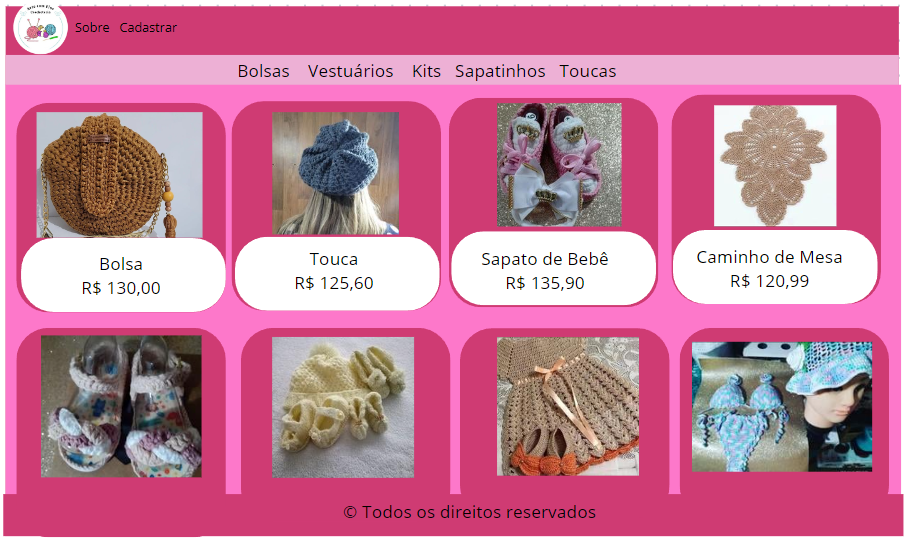 Sobre Cadastrar
Bolsas Vestuários Kits Sapatinhos Toucas
Bolsa
R$ 130,00
Touca
R$ 125,60
Sapato de Bebê
R$ 135,90
Caminho de Mesa
R$ 120,99
© Todos os direitos reservados